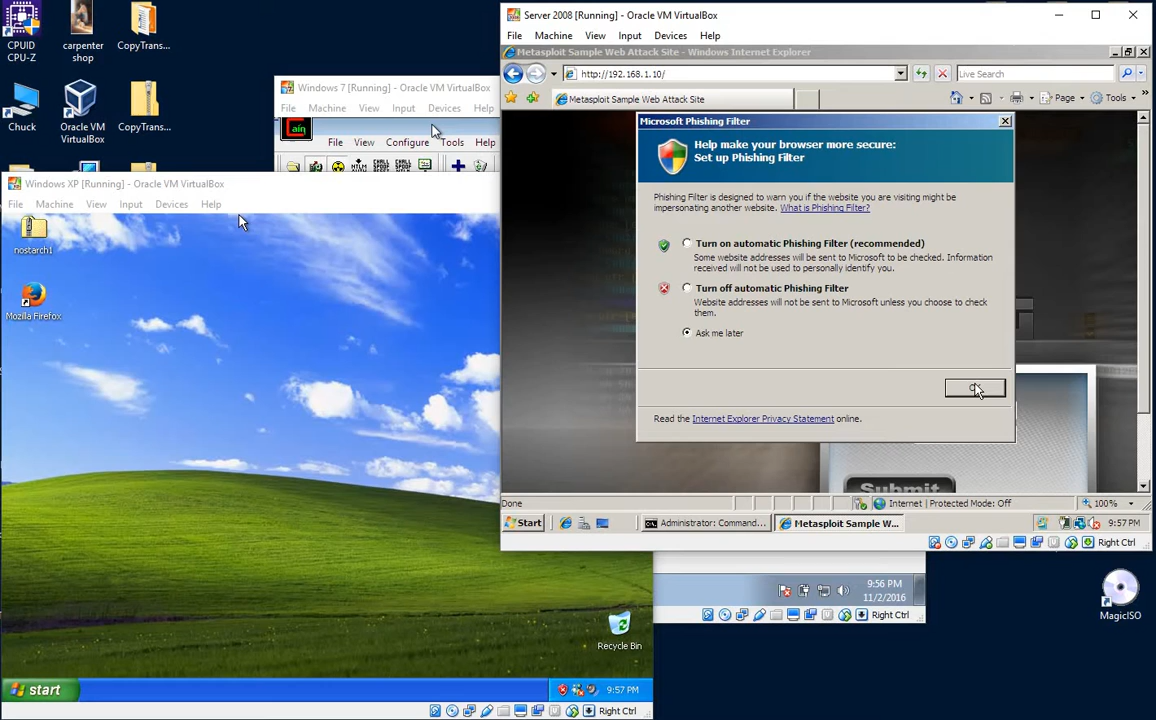 CPUID
CPU-Z
carpenter
shop
CopyTrans...
Chuck
Oracle VM
VirtualBox
CopyTrans...
Windows 7 [Running] - Oracle VM VirtualBox
File Machine View Input Devices Help
Cain
File View Configure Tools Help
Windows XP [Running] - Oracle VM VirtualBox
File Machine View Input Devices Help
nostarch1
Mozilla Firefox
Recycle Bin
start
9:57 PM
Right Ctrl
Server 2008 [Running] - Oracle VM VirtualBox
File Machine View Input Devices Help
Metasploit Sample Web Attack Site - Windows Internet Explorer
http://192.168.1.10/
Live Search
Metasploit Sample Web Attack Site
Page Tools
Microsoft Phishing Filter
Help make your browser more secure:
Set up Phishing Filter
Phishing Filter is designed to warn you if the website you are visiting might be
impersonating another website. What is Phishing Filter?
Turn on automatic Phishing Filter (recommended)
Some website addresses will be sent to Microsoft to be checked. Information
received will not be used to personally identify you.
Turn off automatic Phishing Filter
Website addresses will not be sent to Microsoft unless you choose to check
them.
Ask me later
Read the Internet Explorer Privacy Statement online.
Submit
Done
Internet | Protected Mode: Off
100%
Start
Administrator: Command...
Metasploit Sample W...
9:57 PM
Right Ctrl
9:56 PM
11/2/2016
Right Ctrl
MagicISO